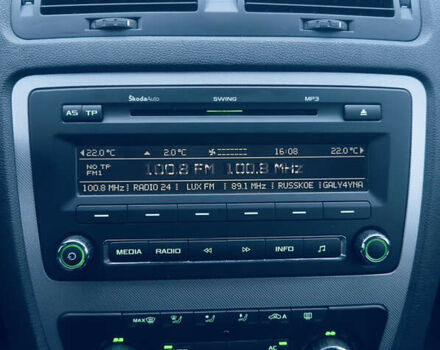 ŠkodaAuto SWING MP3
AS TP
22.0°C 2.0°C 16:08 22.0°C
NO TP
FM1
100.8 FM 100.8 MHz
100.8 MHz RADIO 24 LUX FM 89.1 MHz RUSSKOE GALY4YNA
MEDIA RADIO INFO
MAX A
AC